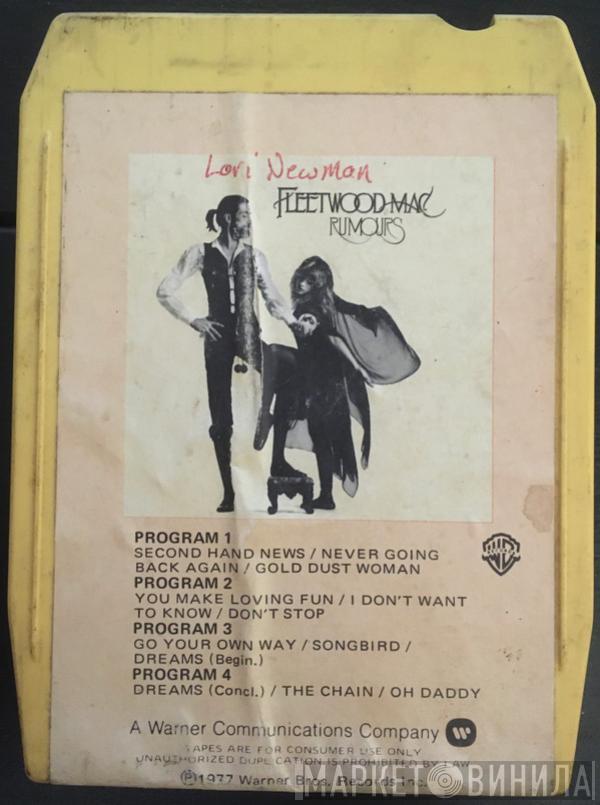 Lori Newman
FLEETWOOD MAC
RUMOURS
PROGRAM 1
SECOND HAND NEWS / NEVER GOING
BACK AGAIN / GOLD DUST WOMAN
PROGRAM 2
YOU MAKE LOVING FUN / I DON'T WANT
TO KNOW / DON'T STOP
PROGRAM 3
GO YOUR OWN WAY / SONGBIRD /
DREAMS (Begin.)
PROGRAM 4
DREAMS (Concl.) / THE CHAIN / OH DADDY
A Warner Communications Company
TAPES ARE FOR CONSUMER USE ONLY
UNAUTHORIZED DUPLICATION IS PROHIBITED BY LAW
℗1977 Warner Bros. Records Inc.
МАРКЕТ ВИНИЛА